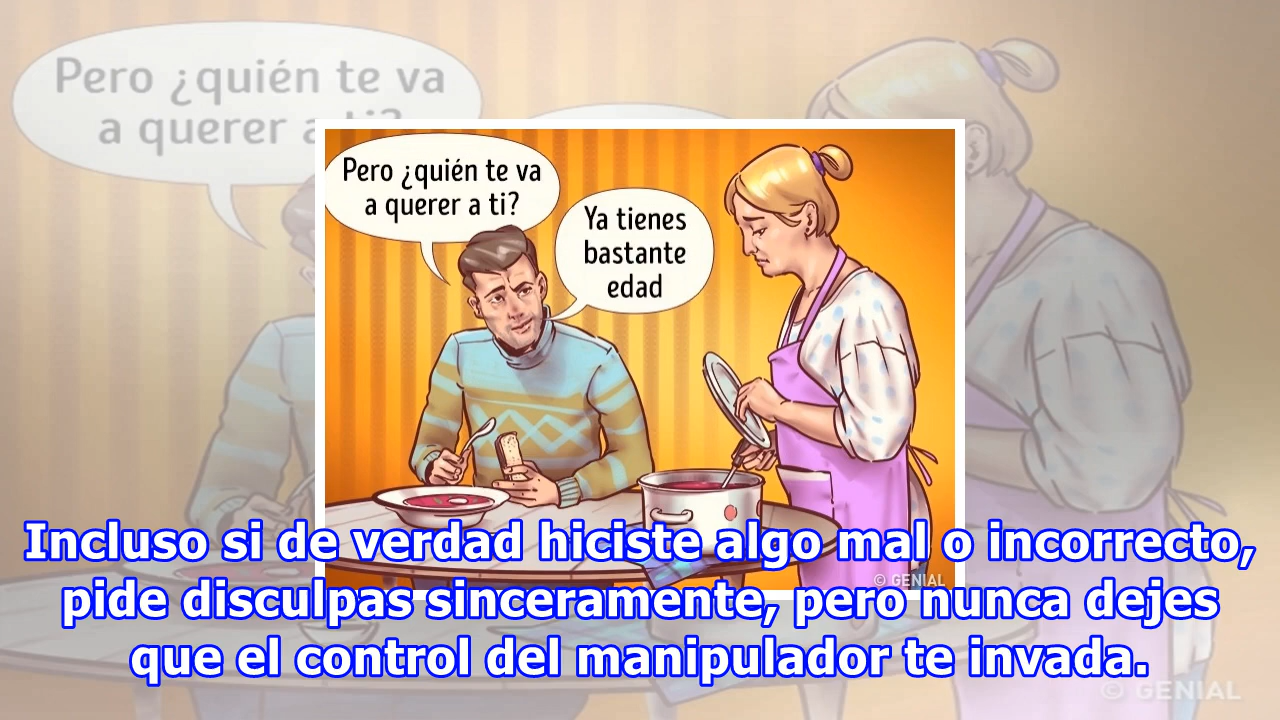 Pero ¿quién te va
a querer a ti?
Pero ¿quién te va
a querer a ti?
Ya tienes
bastante
edad
© GENIAL
Incluso si de verdad hiciste algo mal o incorrecto,
pide disculpas sinceramente, pero nunca dejes
que el control del manipulador te invada.
© GENIAL